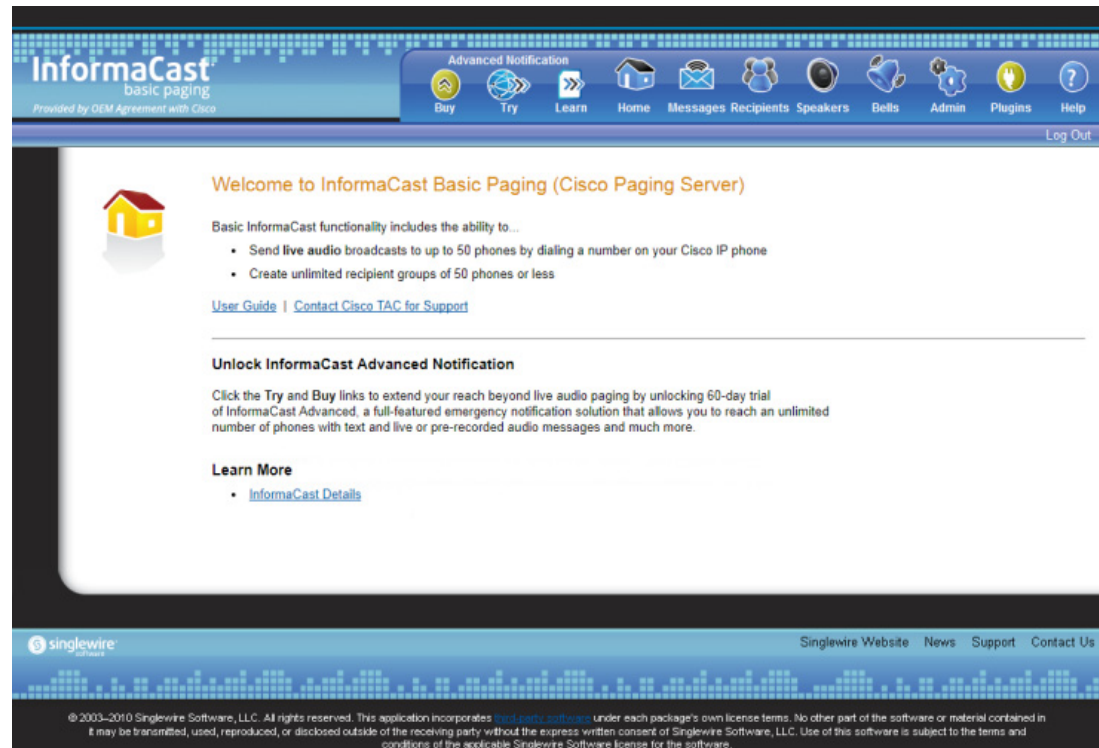 InformaCast
basic paging
Provided by OEM Agreement with Cisco
Advanced Notification
Buy Try Learn Home Messages Recipients Speakers Bells Admin Plugins Help
Log Out
Welcome to InformaCast Basic Paging (Cisco Paging Server)
Basic InformaCast functionality includes the ability to...
• Send live audio broadcasts to up to 50 phones by dialing a number on your Cisco IP phone
• Create unlimited recipient groups of 50 phones or less
User Guide | Contact Cisco TAC for Support
Unlock InformaCast Advanced Notification
Click the Try and Buy links to extend your reach beyond live audio paging by unlocking 60-day trial
of InformaCast Advanced, a full-featured emergency notification solution that allows you to reach an unlimited
number of phones with text and live or pre-recorded audio messages and much more.
Learn More
• InformaCast Details
singlewire
software
Singlewire Website News Support Contact Us
© 2003–2010 Singlewire Software, LLC. All rights reserved. This application incorporates third-party software under each package's own license terms. No other part of the software or material contained in
it may be transmitted, used, reproduced, or disclosed outside of the receiving party without the express written consent of Singlewire Software, LLC. Use of this software is subject to the terms and
conditions of the applicable Singlewire Software license for the software.